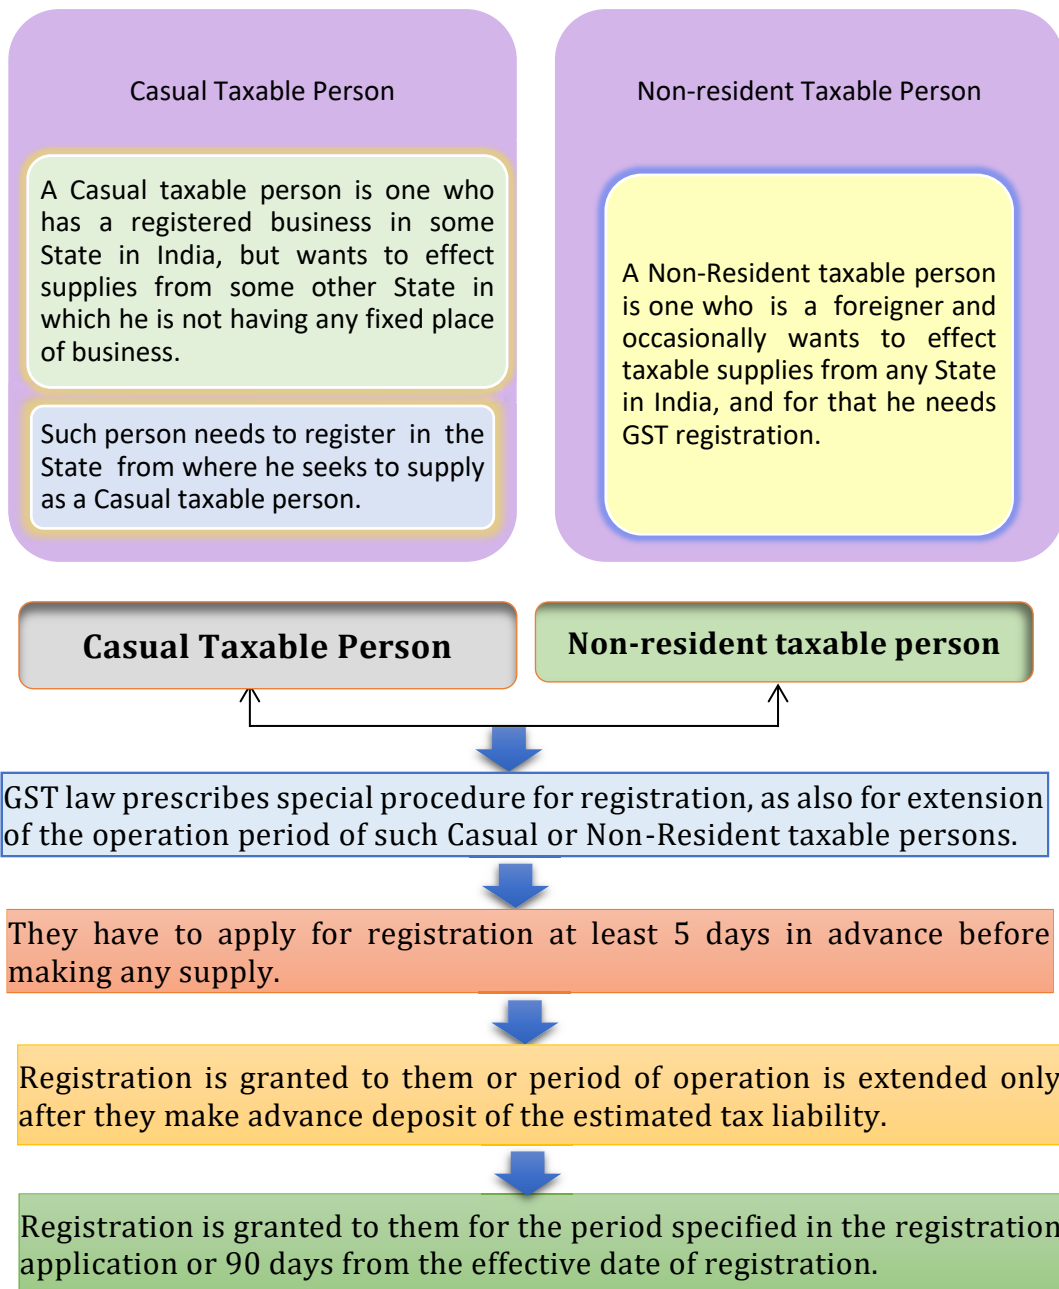 Casual Taxable Person
A Casual taxable person is one who
has a registered business in some
State in India, but wants to effect
supplies from some other State in
which he is not having any fixed place
of business.
Such person needs to register in the
State from where he seeks to supply
as a Casual taxable person.
Non-resident Taxable Person
A Non-Resident taxable person
is one who is a foreigner and
occasionally wants to effect
taxable supplies from any State
in India, and for that he needs
GST registration.
Casual Taxable Person
Non-resident taxable person
GST law prescribes special procedure for registration, as also for extension
of the operation period of such Casual or Non-Resident taxable persons.
They have to apply for registration at least 5 days in advance before
making any supply.
Registration is granted to them or period of operation is extended only
after they make advance deposit of the estimated tax liability.
Registration is granted to them for the period specified in the registration
application or 90 days from the effective date of registration.